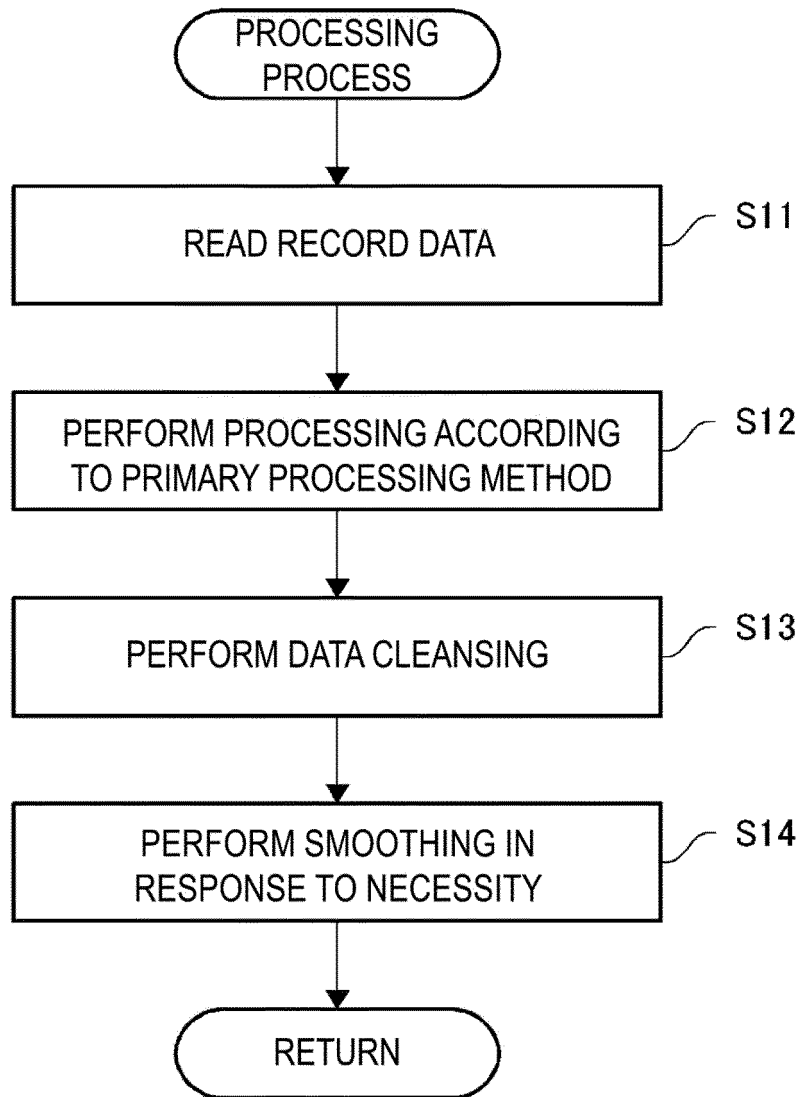 PROCESSING
PROCESS
READ RECORD DATA
S11
PERFORM PROCESSING ACCORDING
TO PRIMARY PROCESSING METHOD
S12
PERFORM DATA CLEANSING
S13
PERFORM SMOOTHING IN
RESPONSE TO NECESSITY
S14
RETURN